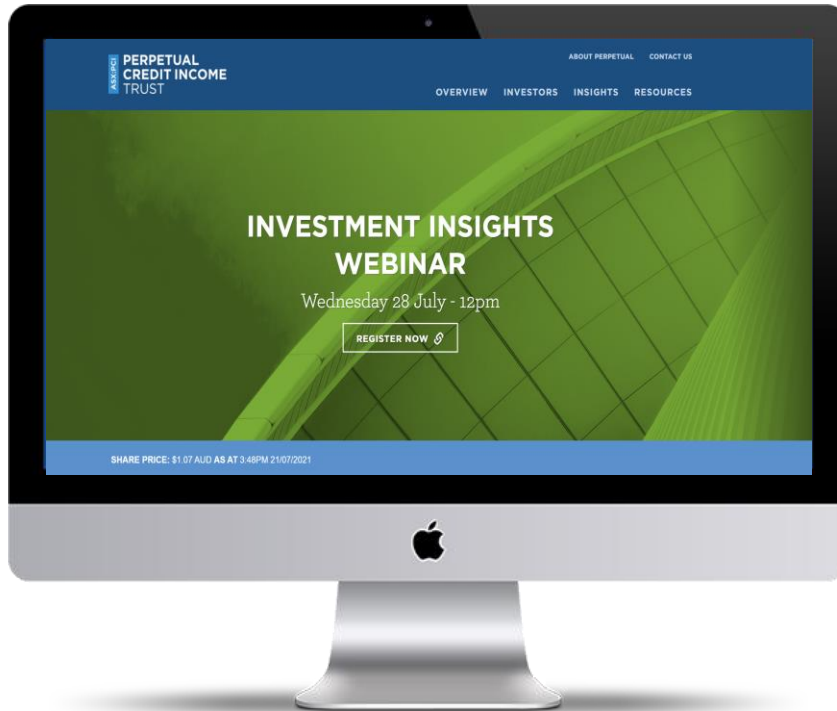 ASX:PCI
PERPETUAL
CREDIT INCOME
TRUST
ABOUT PERPETUAL CONTACT US
OVERVIEW INVESTORS INSIGHTS RESOURCES
INVESTMENT INSIGHTS
WEBINAR
Wednesday 28 July - 12pm
REGISTER NOW
SHARE PRICE: $1.07 AUD AS AT 3:48PM 21/07/2021